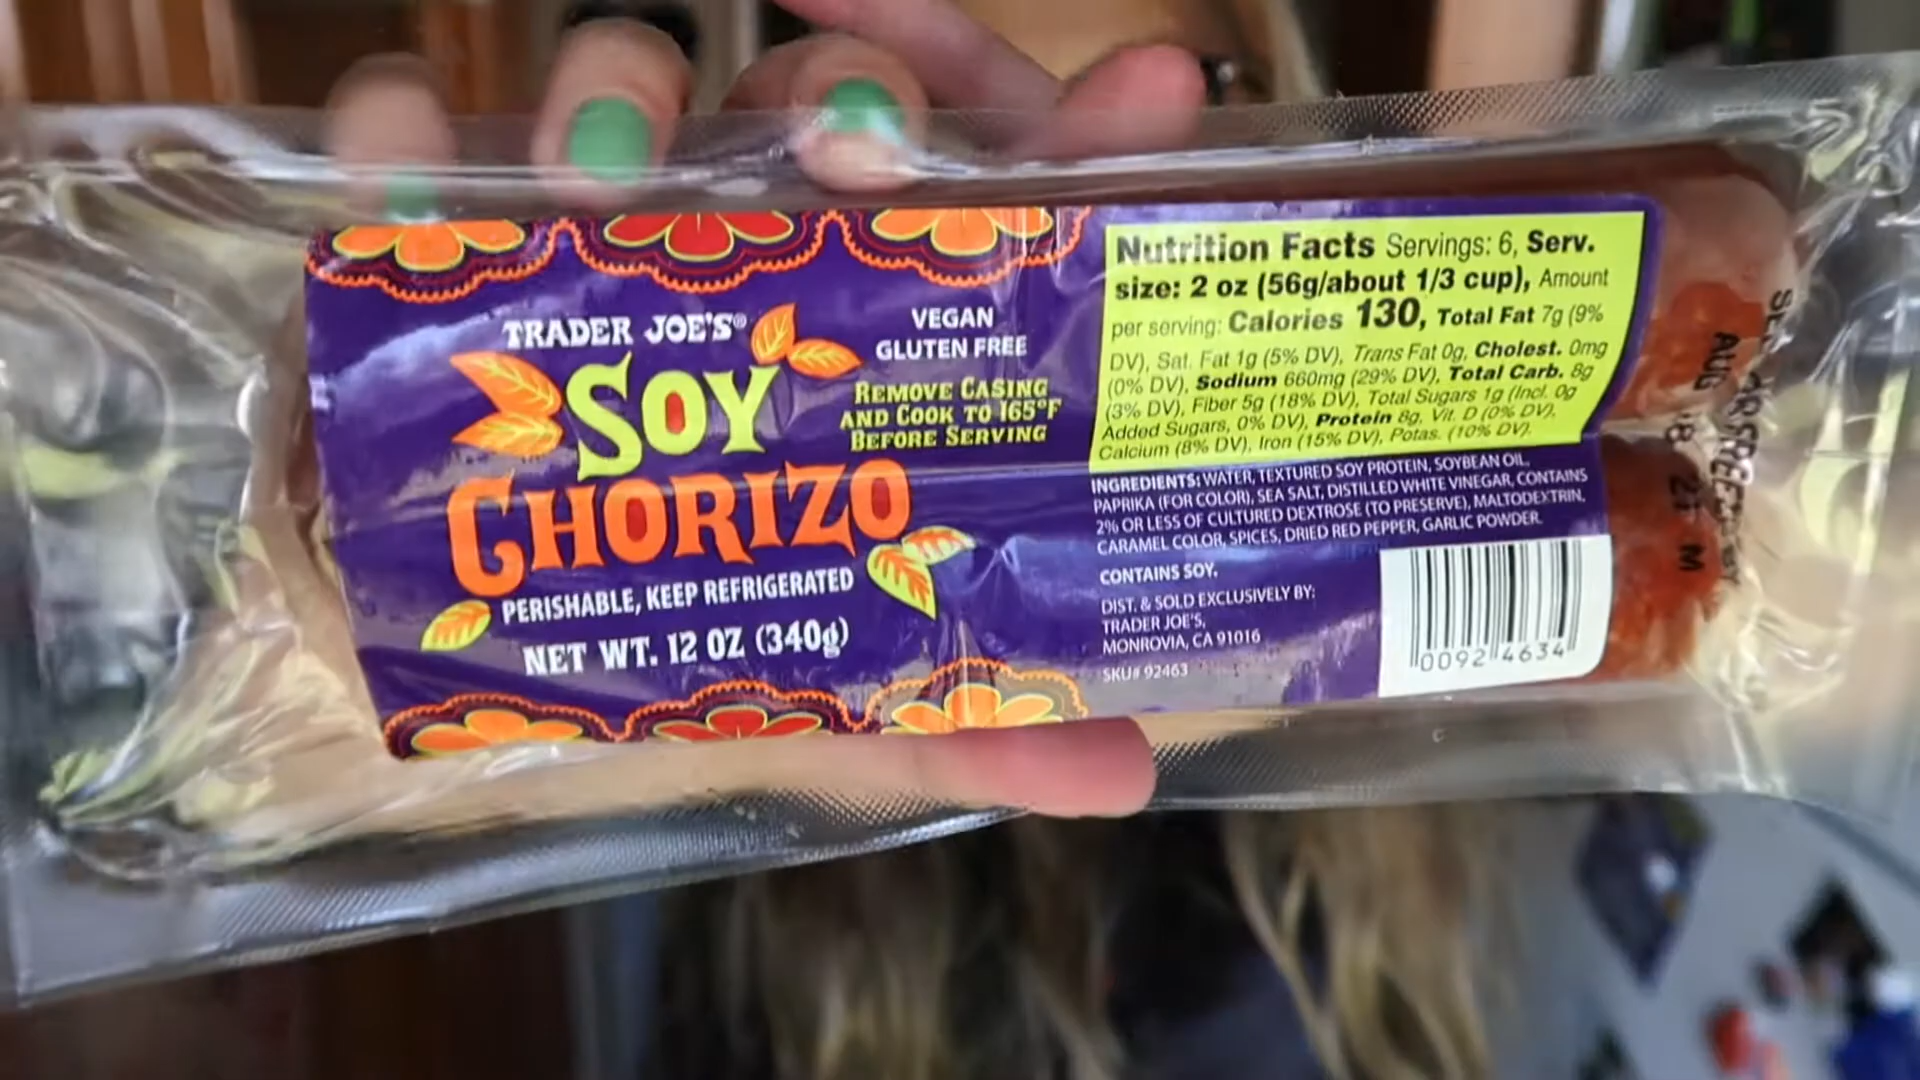 TRADER JOE'S®
SOY
CHORIZO
VEGAN
GLUTEN FREE
REMOVE CASING
AND COOK TO 165°F
BEFORE SERVING
PERISHABLE, KEEP REFRIGERATED
NET WT. 12 OZ (340g)
Nutrition Facts Servings: 6, Serv.
size: 2 oz (56g/about 1/3 cup), Amount
per serving: Calories 130, Total Fat 7g (9%
DV), Sat. Fat 1g (5% DV), Trans Fat 0g, Cholest. 0mg
(0% DV), Sodium 660mg (29% DV), Total Carb. 8g
(3% DV), Fiber 5g (18% DV), Total Sugars 1g (Incl. 0g
Added Sugars, 0% DV), Protein 8g, Vit. D (0% DV),
Calcium (8% DV), Iron (15% DV), Potas. (10% DV).
INGREDIENTS: WATER, TEXTURED SOY PROTEIN, SOYBEAN OIL,
PAPRIKA (FOR COLOR), SEA SALT, DISTILLED WHITE VINEGAR, CONTAINS
2% OR LESS OF CULTURED DEXTROSE (TO PRESERVE), MALTODEXTRIN,
CARAMEL COLOR, SPICES, DRIED RED PEPPER, GARLIC POWDER.
CONTAINS SOY.
DIST. & SOLD EXCLUSIVELY BY:
TRADER JOE'S,
MONROVIA, CA 91016
SKU# 92463
0092 4634
AUG 21 M